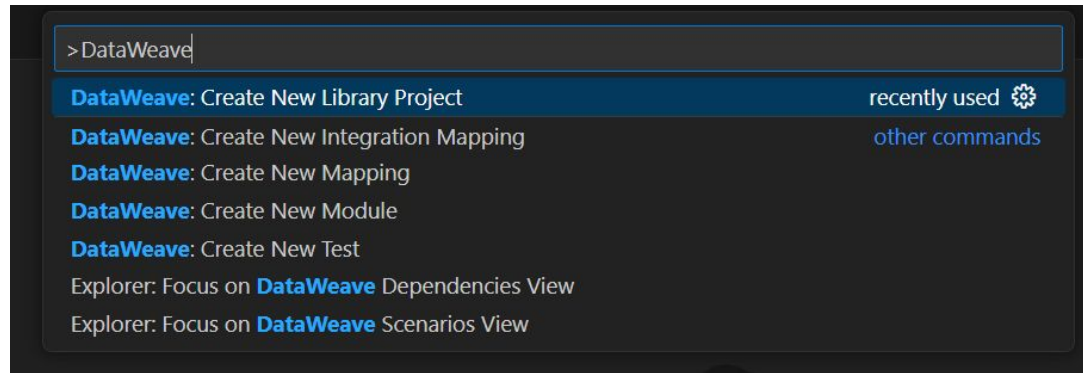 >DataWeave
DataWeave: Create New Library Project recently used
DataWeave: Create New Integration Mapping other commands
DataWeave: Create New Mapping
DataWeave: Create New Module
DataWeave: Create New Test
Explorer: Focus on DataWeave Dependencies View
Explorer: Focus on DataWeave Scenarios View